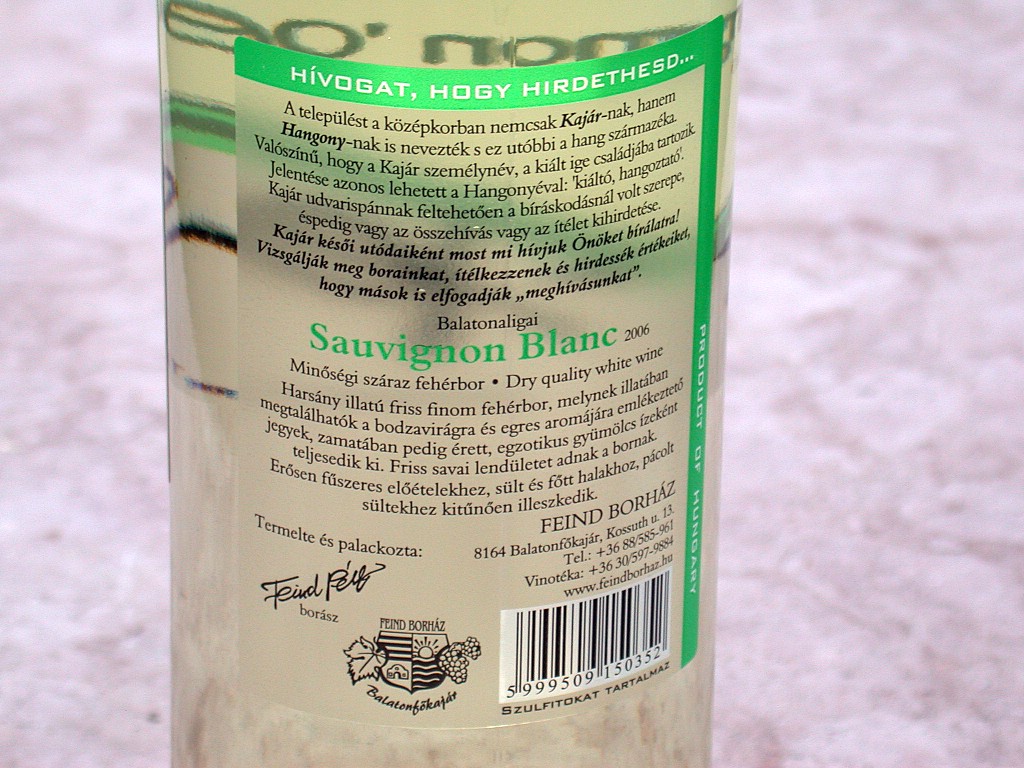 HÍVOGAT, HOGY HIRDETHESD...
A települést a középkorban nemcsak Kajár-nak, hanem
Hangony-nak is nevezték s ez utóbbi a hang származéka.
Valószínű, hogy a Kajár személynév, a kiált ige családjába tartozik.
Jelentése azonos lehetett a Hangonyéval: 'kiáltó, hangoztató'.
Kajár udvarispánnak feltehetően a bíráskodásnál volt szerepe,
éspedig vagy az összehívás vagy az ítélet kihirdetése.
Kajár késői utódaiként most mi hívjuk Önöket bírálatra!
Vizsgálják meg borainkat, ítélkezzenek és hirdessék értékeiket,
hogy mások is elfogadják „meghívásunkat”.
Balatonaligai
Sauvignon Blanc 2006
Minőségi száraz fehérbor • Dry quality white wine
Harsány illatú friss finom fehérbor, melynek illatában
megtalálhatók a bodzavirágra és egres aromájára emlékeztető
jegyek, zamatában pedig érett, egzotikus gyümölcs ízeként
teljesedik ki. Friss savai lendületet adnak a bornak.
Erősen fűszeres előételekhez, sült és főtt halakhoz, pácolt
sültekhez kitűnően illeszkedik.
FEIND BORHÁZ
8164 Balatonfőkajár, Kossuth u. 13.
Tel.: +36 88/585-961
Vinotéka: +36 30/597-9884
www.feindborhaz.hu
Termelte és palackozta:
borász
FEIND BORHÁZ
Balatonfőkaját
5 999509 150352
SZULFITOKAT TARTALMAZ
PRODUCT OF HUNGARY